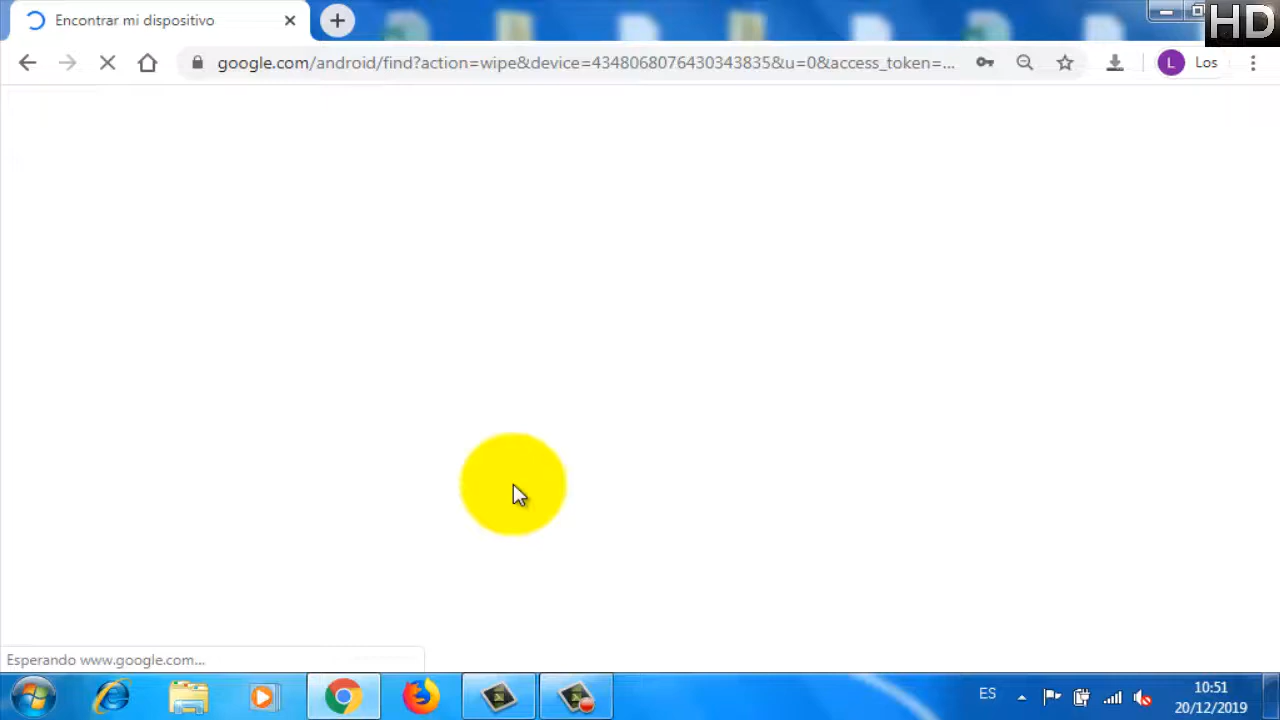 Encontrar mi dispositivo
HD
google.com/android/find?action=wipe&device=4348068076430343835&u=0&access_token=...
L
Los
Esperando www.google.com...
ES
10:51
20/12/2019